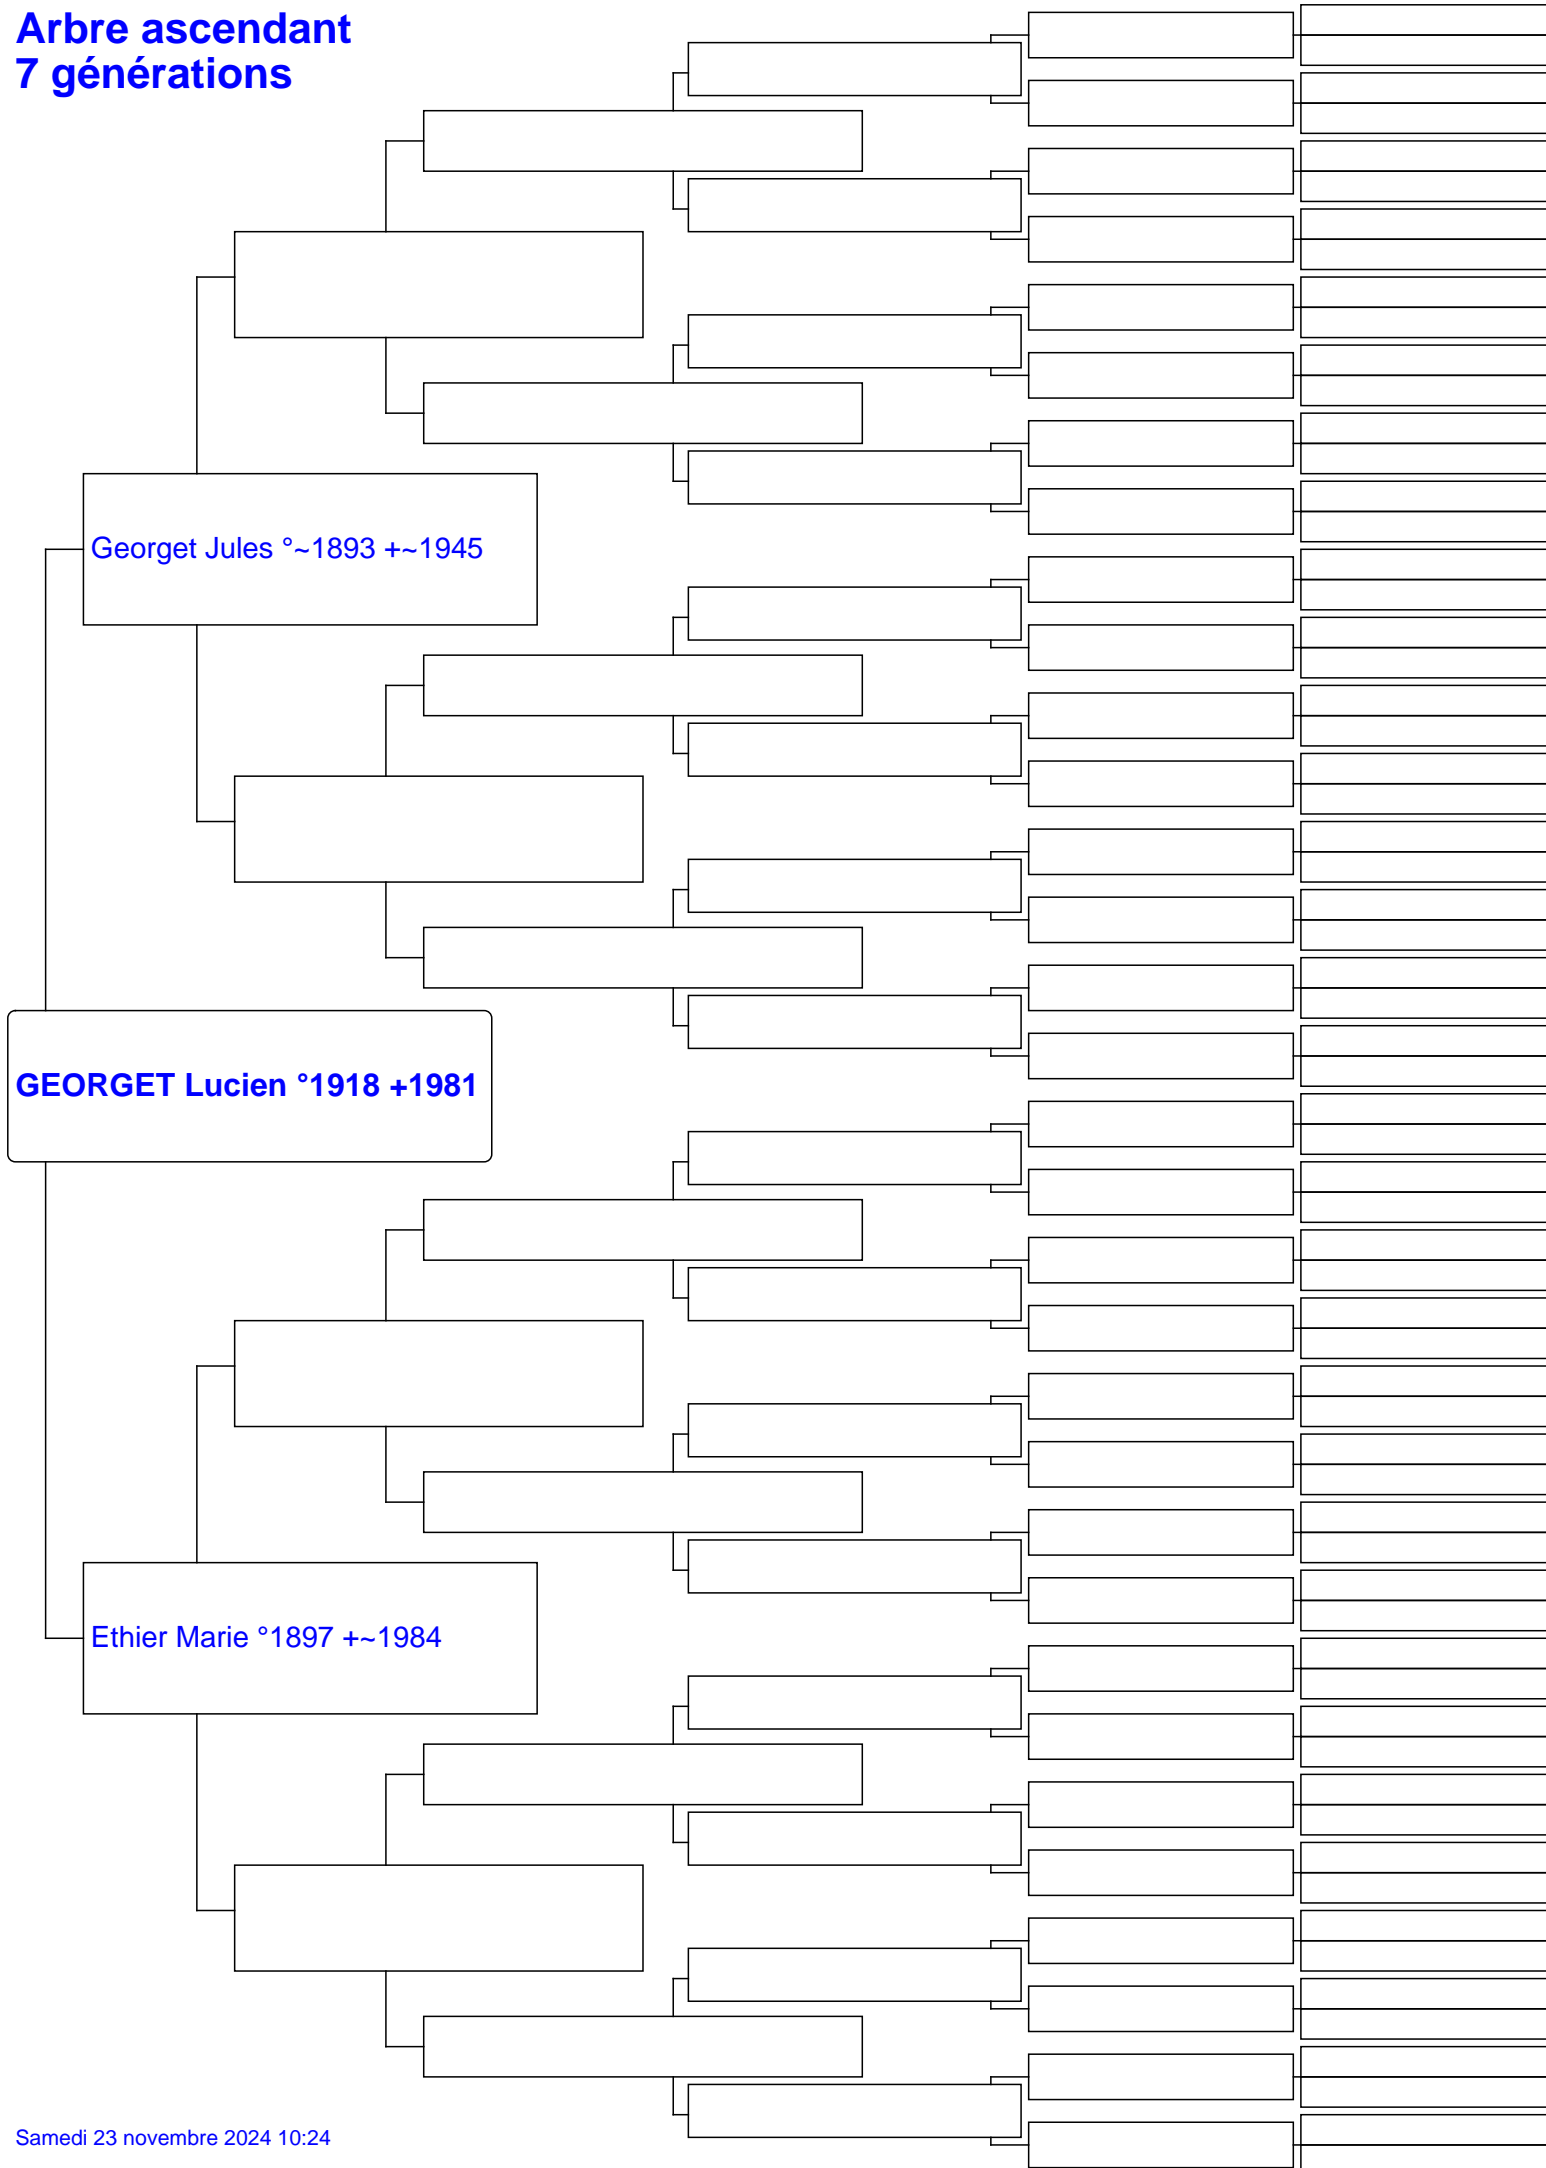 Arbre ascendant
7 générations
Georget Jules °~1893 +~1945
GEORGET Lucien °1918 +1981
Ethier Marie °1897 +~1984
Samedi 23 novembre 2024 10:24